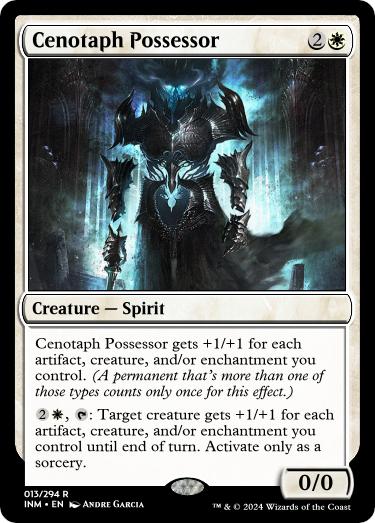 Cenotaph Possessor 2
Creature — Spirit
Cenotaph Possessor gets +1/+1 for each
artifact, creature, and/or enchantment you
control. (A permanent that's more than one of
those types counts only once for this effect.)
2, : Target creature gets +1/+1 for each
artifact, creature, and/or enchantment you
control until end of turn. Activate only as a
sorcery.
0/0
013/294 R
INM • EN Andre Garcia
™ & © 2024 Wizards of the Coast